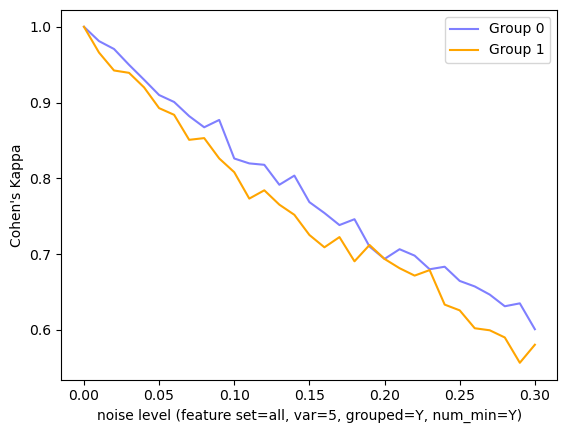 1.0
0.9
0.8
0.7
0.6
Cohen's Kappa
Group 0
Group 1
0.00 0.05 0.10 0.15 0.20 0.25 0.30
noise level (feature set=all, var=5, grouped=Y, num_min=Y)